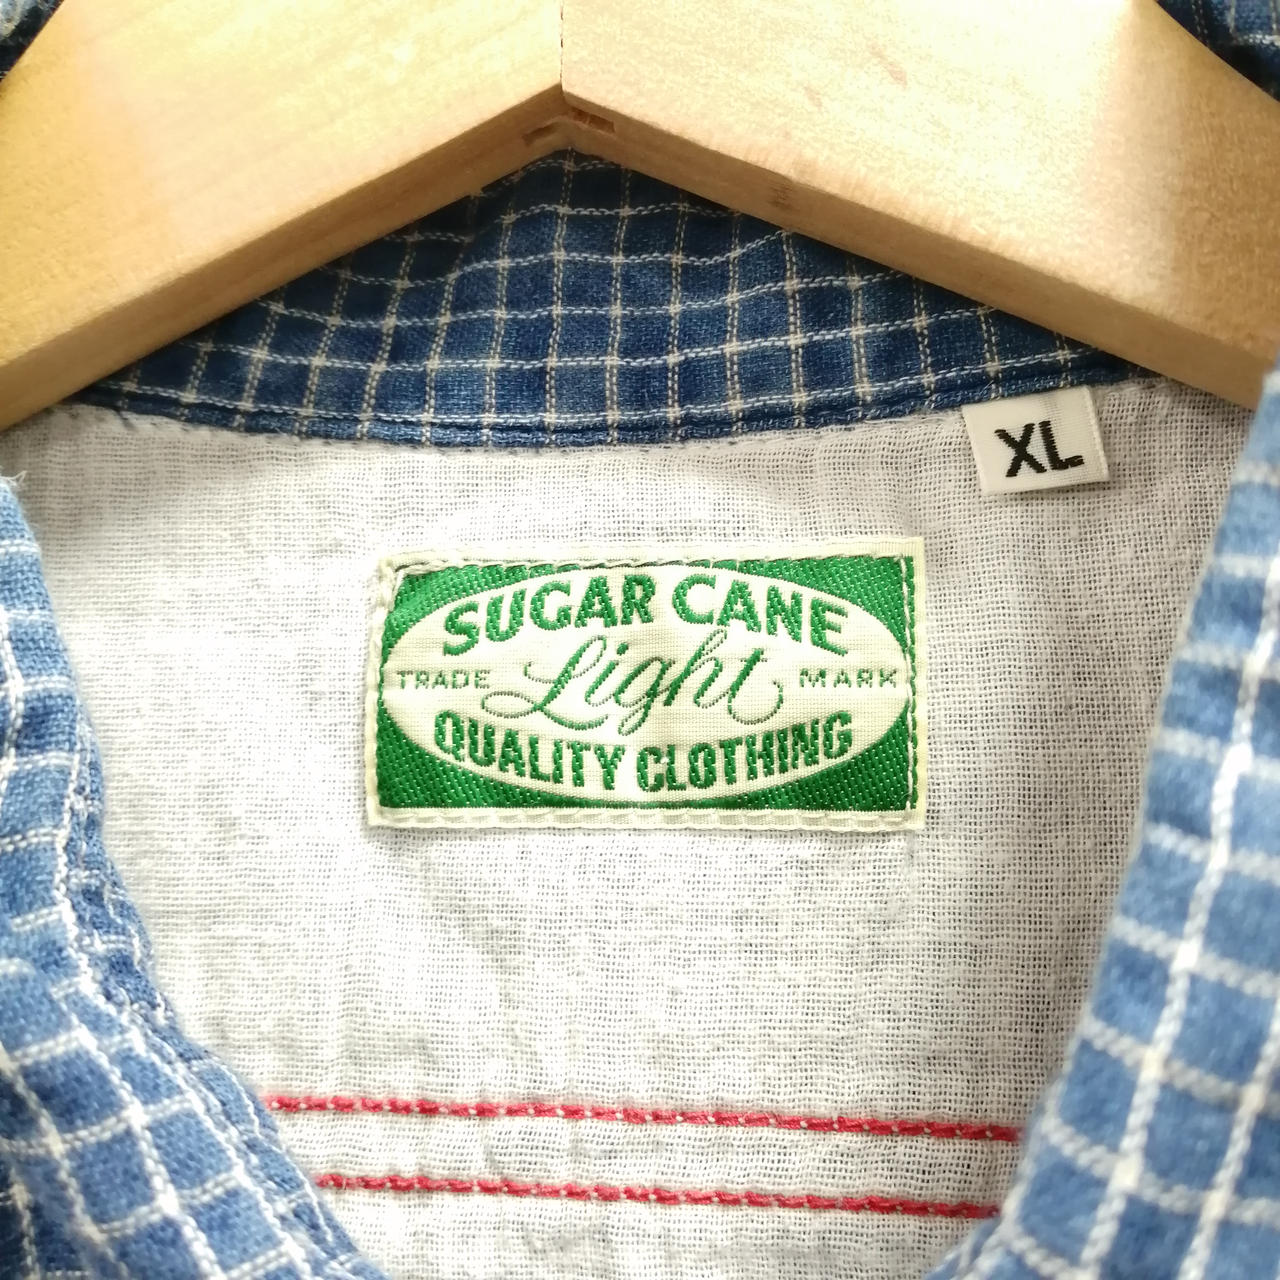 XL
SUGAR CANE
TRADE Light MARK
QUALITY CLOTHING